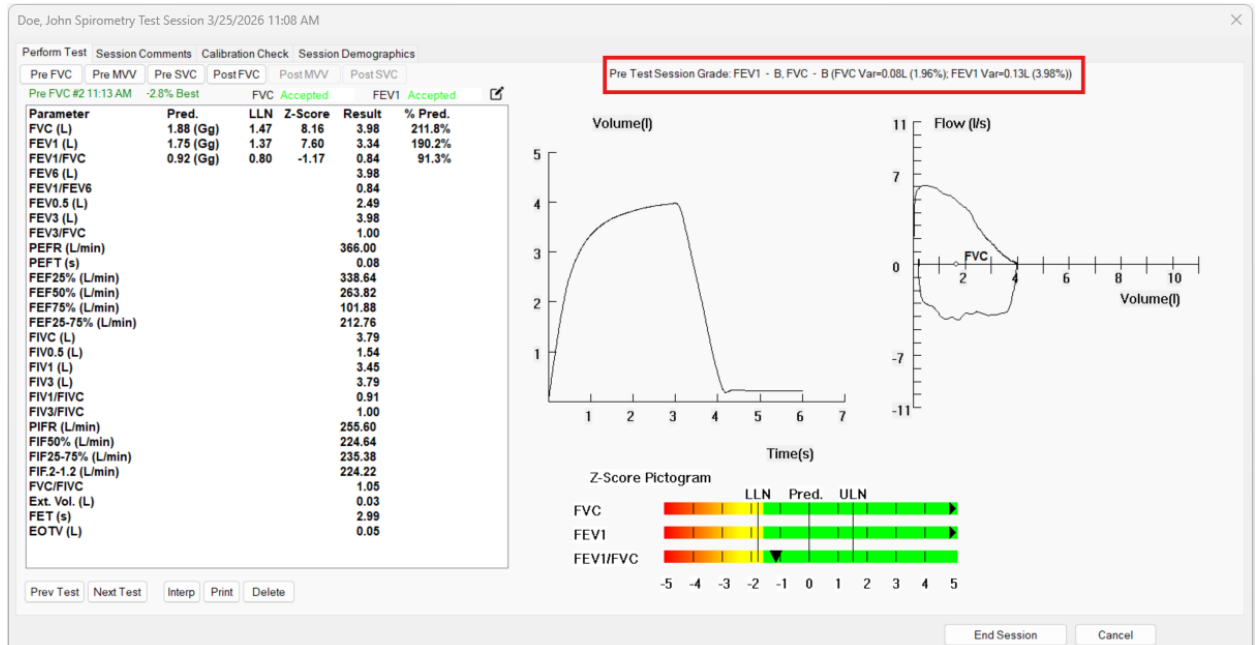 Doe, John Spirometry Test Session 3/25/2026 11:08 AM
Perform Test Session Comments Calibration Check Session Demographics
Pre FVC Pre MVV Pre SVC Post FVC Post MVV Post SVC
Pre Test Session Grade: FEV1 - B, FVC - B (FVC Var=0.08L (1.96%); FEV1 Var=0.13L (3.98%))
Pre FVC #2 11:13 AM -2.8% Best FVC Accepted FEV1 Accepted
Parameter Pred. LLN Z-Score Result % Pred.
FVC (L) 1.88 (Gg) 1.47 8.16 3.98 211.8%
FEV1 (L) 1.75 (Gg) 1.37 7.60 3.34 190.2%
FEV1/FVC 0.92 (Gg) 0.80 -1.17 0.84 91.3%
FEV6 (L) 3.98
FEV1/FEV6 0.84
FEV0.5 (L) 2.49
FEV3 (L) 3.98
FEV3/FVC 1.00
PEFR (L/min) 366.00
PEFT (s) 0.08
FEF25% (L/min) 338.64
FEF50% (L/min) 263.82
FEF75% (L/min) 101.88
FEF25-75% (L/min) 212.76
FIVC (L) 3.79
FIV0.5 (L) 1.54
FIV1 (L) 3.45
FIV3 (L) 3.79
FIV1/FIVC 0.91
FIV3/FIVC 1.00
PIFR (L/min) 255.60
FIF50% (L/min) 224.64
FIF25-75% (L/min) 235.38
FIF.2-1.2 (L/min) 224.22
FVC/FIVC 1.05
Ext. Vol. (L) 0.03
FET (s) 2.99
EOTV (L) 0.05
Volume(l)
5
4
3
2
1
1 2 3 4 5 6 7
Time(s)
11 Flow (l/s)
7
0
FVC
2 4 6 8 10
Volume(l)
-7
-11
Z-Score Pictogram
LLN Pred. ULN
FVC
FEV1
FEV1/FVC
-5 -4 -3 -2 -1 0 1 2 3 4 5
Prev Test Next Test Interp Print Delete
End Session Cancel